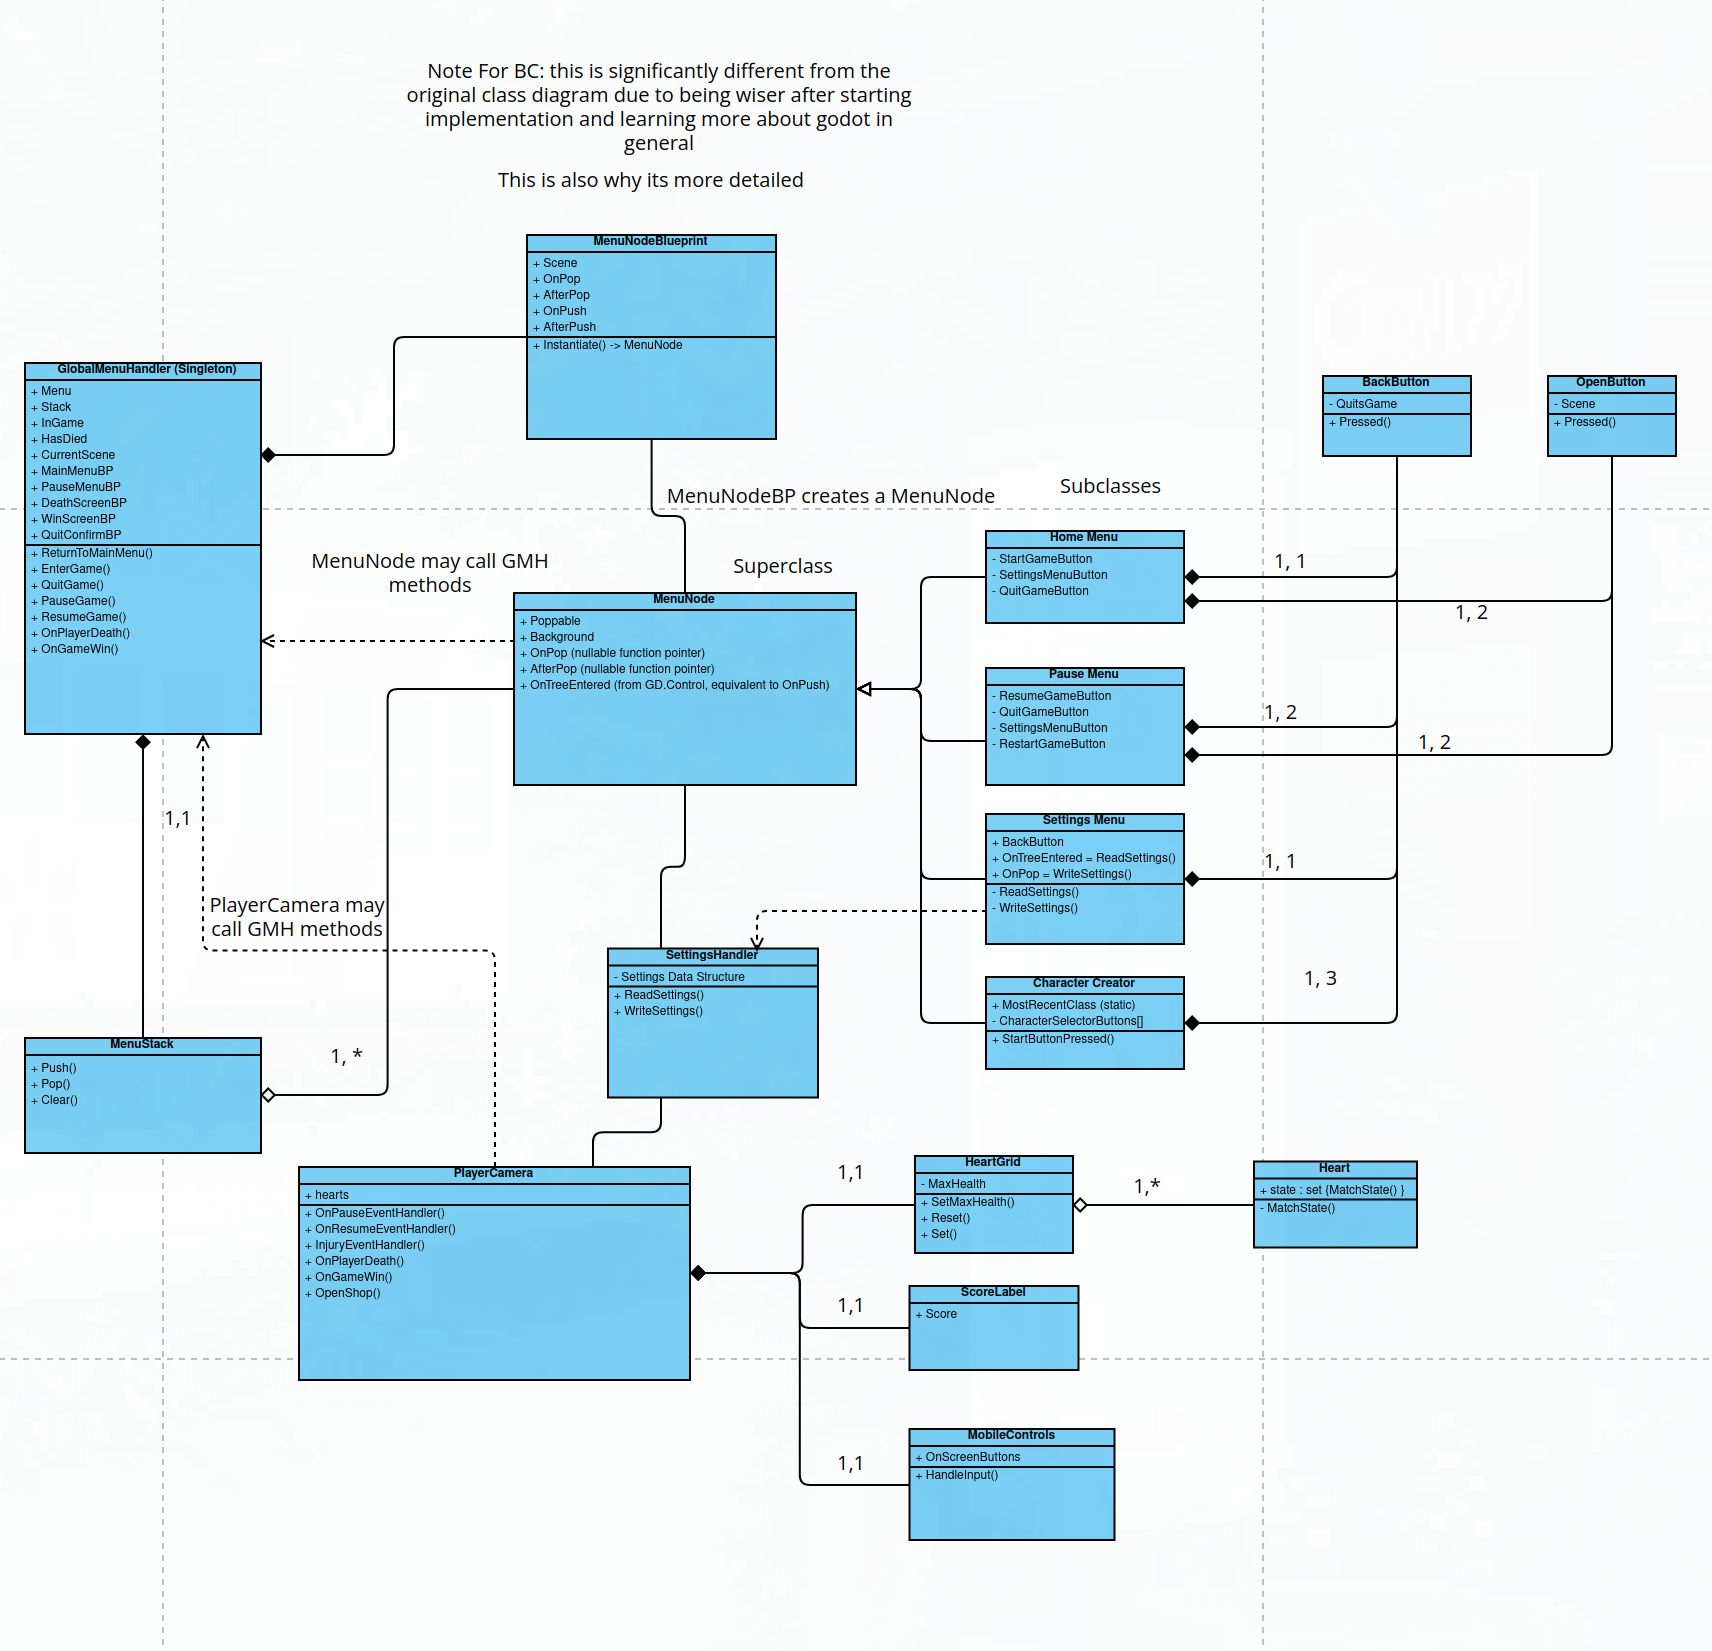 Note For BC: this is significantly different from the
original class diagram due to being wiser after starting
implementation and learning more about godot in
general
This is also why its more detailed
MenuNodeBlueprint
+ Scene
+ OnPop
+ AfterPop
+ OnPush
+ AfterPush
+ Instantiate() -> MenuNode
GlobalMenuHandler (Singleton)
+ Menu
+ Stack
+ InGame
+ HasDied
+ CurrentScene
+ MainMenuBP
+ PauseMenuBP
+ DeathScreenBP
+ WinScreenBP
+ QuitConfirmBP
+ ReturnToMainMenu()
+ EnterGame()
+ QuitGame()
+ PauseGame()
+ ResumeGame()
+ OnPlayerDeath()
+ OnGameWin()
BackButton
- QuitsGame
+ Pressed()
OpenButton
- Scene
+ Pressed()
MenuNodeBP creates a MenuNode
Subclasses
MenuNode may call GMH
methods
Superclass
MenuNode
+ Poppable
+ Background
+ OnPop (nullable function pointer)
+ AfterPop (nullable function pointer)
+ OnTreeEntered (from GD.Control, equivalent to OnPush)
Home Menu
- StartGameButton
- SettingsMenuButton
- QuitGameButton
1, 1
1, 2
Pause Menu
- ResumeGameButton
- QuitGameButton
- SettingsMenuButton
- RestartGameButton
1, 2
1, 2
Settings Menu
+ BackButton
+ OnTreeEntered = ReadSettings()
+ OnPop = WriteSettings()
- ReadSettings()
- WriteSettings()
1, 1
1,1
PlayerCamera may
call GMH methods
SettingsHandler
- Settings Data Structure
+ ReadSettings()
+ WriteSettings()
Character Creator
+ MostRecentClass (static)
- CharacterSelectorButtons[]
+ StartButtonPressed()
1, 3
MenuStack
+ Push()
+ Pop()
+ Clear()
1, *
PlayerCamera
+ hearts
+ OnPauseEventHandler()
+ OnResumeEventHandler()
+ InjuryEventHandler()
+ OnPlayerDeath()
+ OnGameWin()
+ OpenShop()
1,1
HeartGrid
- MaxHealth
+ SetMaxHealth()
+ Reset()
+ Set()
1,*
Heart
+ state : set {MatchState() }
- MatchState()
1,1
ScoreLabel
+ Score
1,1
MobileControls
+ OnScreenButtons
+ HandleInput()